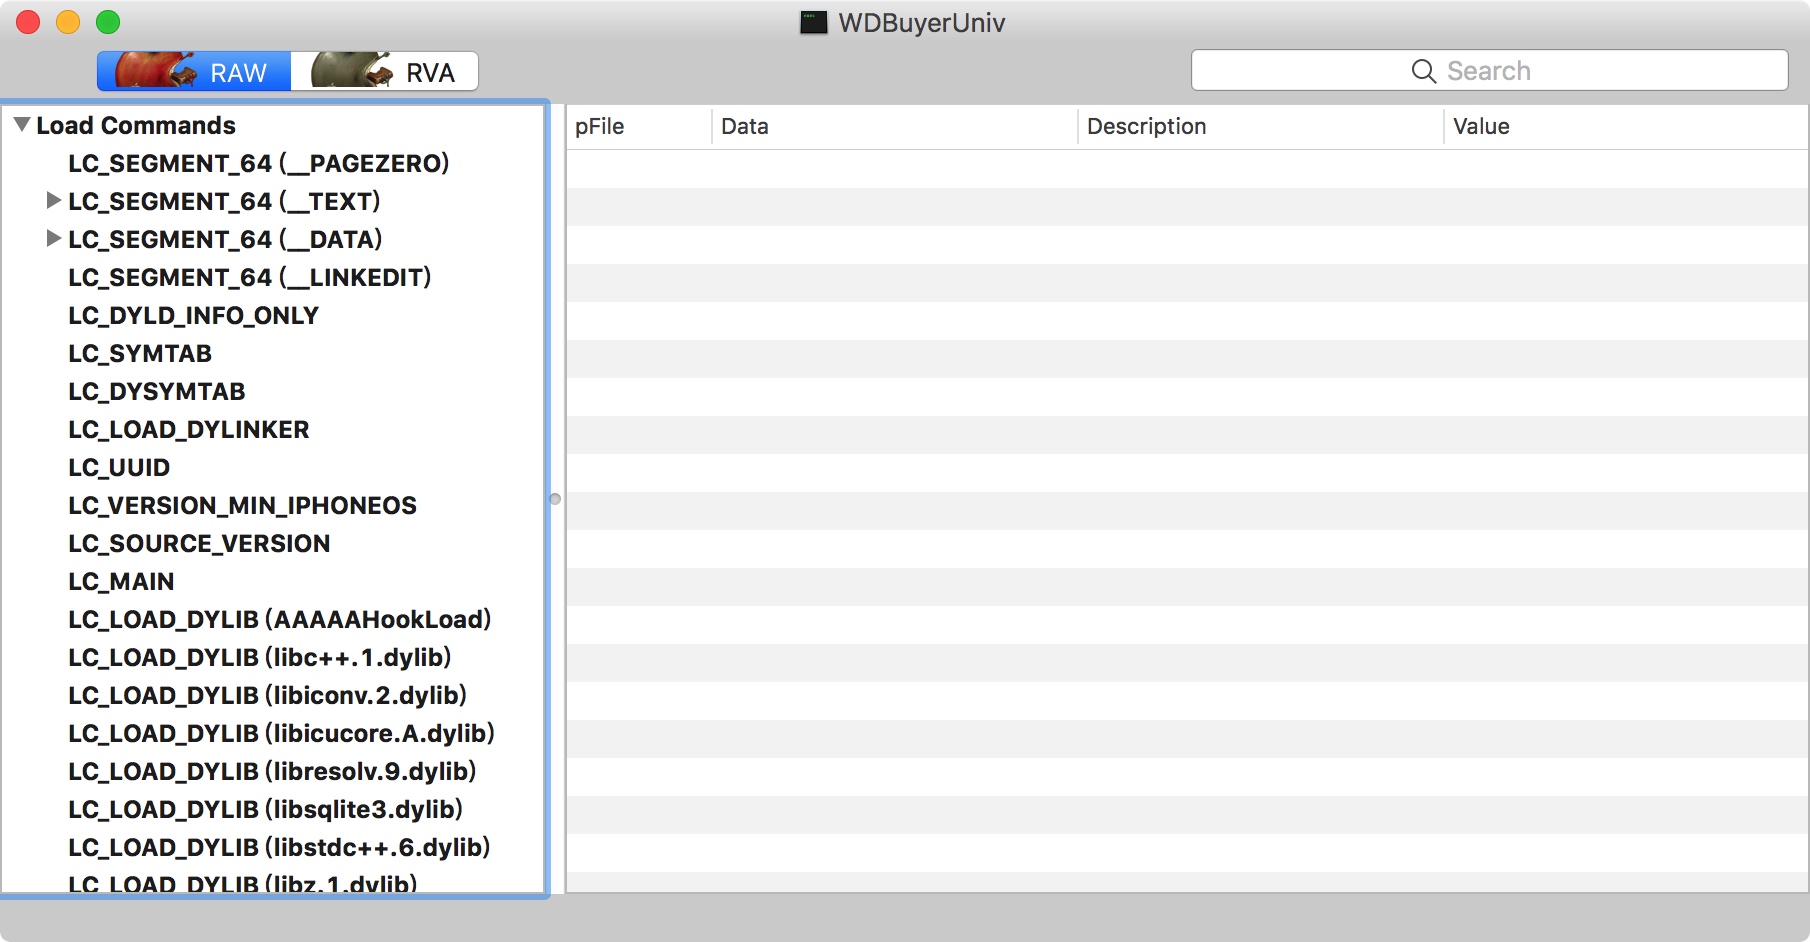 WDBuyerUniv
RAW RVA Search
Load Commands
pFile Data Description Value
LC_SEGMENT_64 (__PAGEZERO)
LC_SEGMENT_64 (__TEXT)
LC_SEGMENT_64 (__DATA)
LC_SEGMENT_64 (__LINKEDIT)
LC_DYLD_INFO_ONLY
LC_SYMTAB
LC_DYSYMTAB
LC_LOAD_DYLINKER
LC_UUID
LC_VERSION_MIN_IPHONEOS
LC_SOURCE_VERSION
LC_MAIN
LC_LOAD_DYLIB (AAAAAHookLoad)
LC_LOAD_DYLIB (libc++.1.dylib)
LC_LOAD_DYLIB (libiconv.2.dylib)
LC_LOAD_DYLIB (libicucore.A.dylib)
LC_LOAD_DYLIB (libresolv.9.dylib)
LC_LOAD_DYLIB (libsqlite3.dylib)
LC_LOAD_DYLIB (libstdc++.6.dylib)
LC_LOAD_DYLIB (libz.1.dylib)